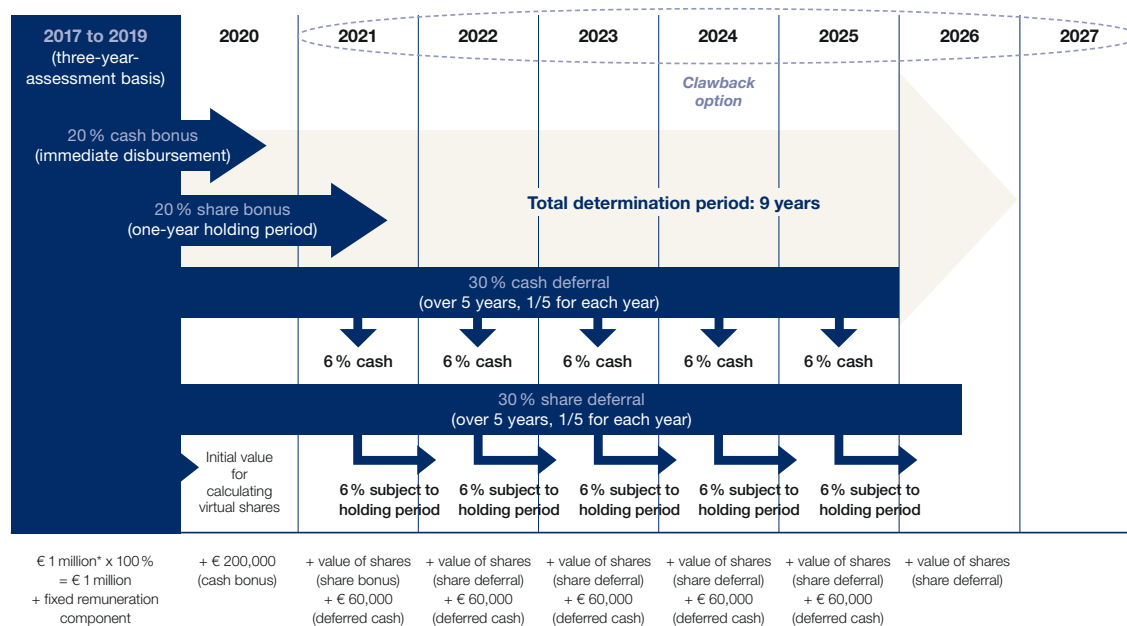 2017 to 2019
(three-year-
assessment basis)
2020
2021
2022
2023
2024
2025
2026
2027
Clawback
option
20 % cash bonus
(immediate disbursement)
20 % share bonus
(one-year holding period)
Total determination period: 9 years
30 % cash deferral
(over 5 years, 1/5 for each year)
6 % cash
6 % cash
6 % cash
6 % cash
6 % cash
30 % share deferral
(over 5 years, 1/5 for each year)
Initial value
for
calculating
virtual shares
6 % subject to
holding period
6 % subject to
holding period
6 % subject to
holding period
6 % subject to
holding period
6 % subject to
holding period
€ 1 million* x 100 %
= € 1 million
+ fixed remuneration
component
+ € 200,000
(cash bonus)
+ value of shares
(share bonus)
+ € 60,000
(deferred cash)
+ value of shares
(share deferral)
+ € 60,000
(deferred cash)
+ value of shares
(share deferral)
+ € 60,000
(deferred cash)
+ value of shares
(share deferral)
+ € 60,000
(deferred cash)
+ value of shares
(share deferral)
+ € 60,000
(deferred cash)
+ value of shares
(share deferral)